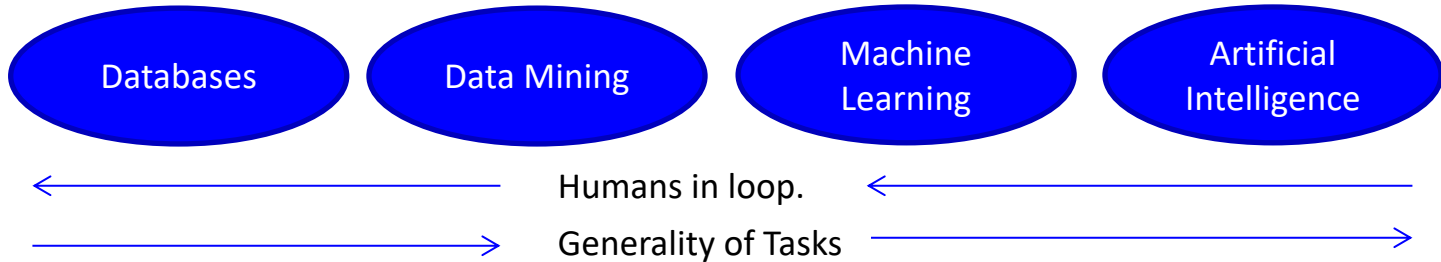 Databases
Data Mining
Machine
Learning
Artificial
Intelligence
Humans in loop.
Generality of Tasks